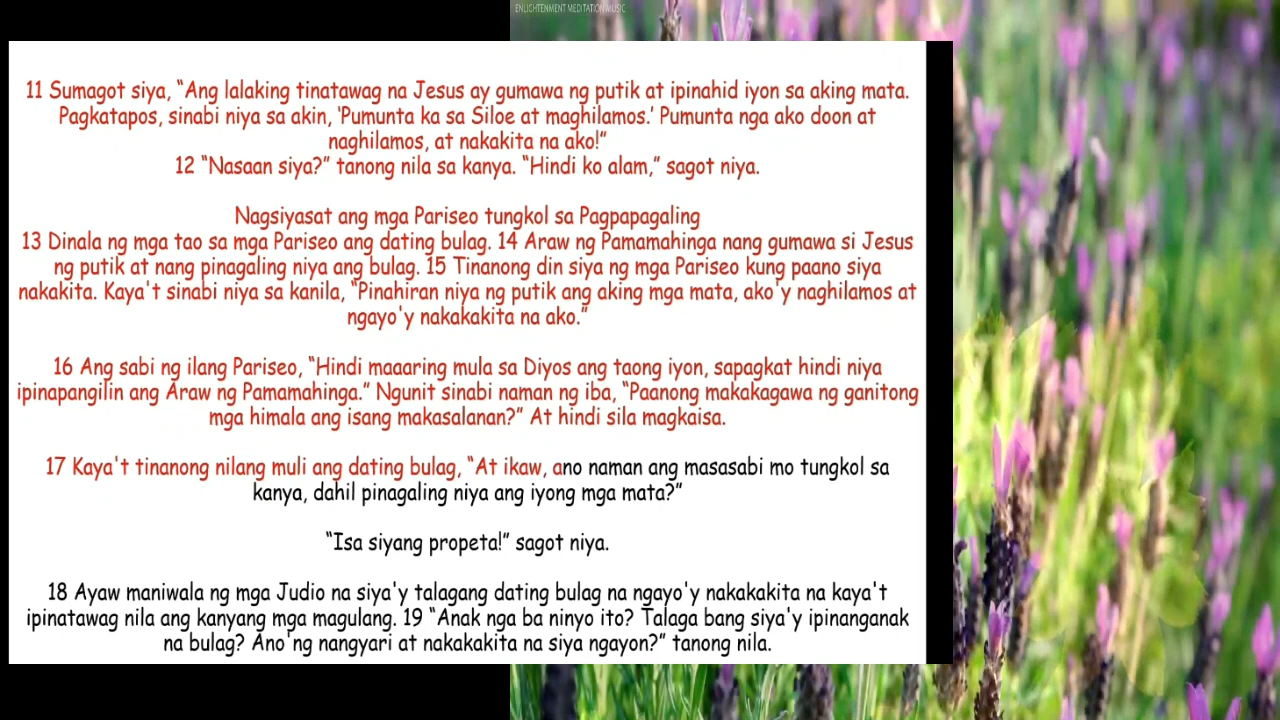 ENLIGHTENMENT MEDITATION MUSIC
11 Sumagot siya, “Ang lalaking tinatawag na Jesus ay gumawa ng putik at ipinahid iyon sa aking mata.
Pagkatapos, sinabi niya sa akin, ‘Pumunta ka sa Siloe at maghilamos.’ Pumunta nga ako doon at
naghilamos, at nakakita na ako!”
12 “Nasaan siya?” tanong nila sa kanya. “Hindi ko alam,” sagot niya.
Nagsiyasat ang mga Pariseo tungkol sa Pagpapagaling
13 Dinala ng mga tao sa mga Pariseo ang dating bulag. 14 Araw ng Pamamahinga nang gumawa si Jesus
ng putik at nang pinagaling niya ang bulag. 15 Tinanong din siya ng mga Pariseo kung paano siya
nakakita. Kaya't sinabi niya sa kanila, “Pinahiran niya ng putik ang aking mga mata, ako'y naghilamos at
ngayo'y nakakakita na ako.”
16 Ang sabi ng ilang Pariseo, “Hindi maaaring mula sa Diyos ang taong iyon, sapagkat hindi niya
ipinapangilin ang Araw ng Pamamahinga.” Ngunit sinabi naman ng iba, “Paanong makakagawa ng ganitong
mga himala ang isang makasalanan?” At hindi sila magkaisa.
17 Kaya't tinanong nilang muli ang dating bulag, “At ikaw, ano naman ang masasabi mo tungkol sa
kanya, dahil pinagaling niya ang iyong mga mata?”
“Isa siyang propeta!” sagot niya.
18 Ayaw maniwala ng mga Judio na siya'y talagang dating bulag na ngayo'y nakakakita na kaya't
ipinatawag nila ang kanyang mga magulang. 19 “Anak nga ba ninyo ito? Talaga bang siya'y ipinanganak
na bulag? Ano'ng nangyari at nakakakita na siya ngayon?” tanong nila.